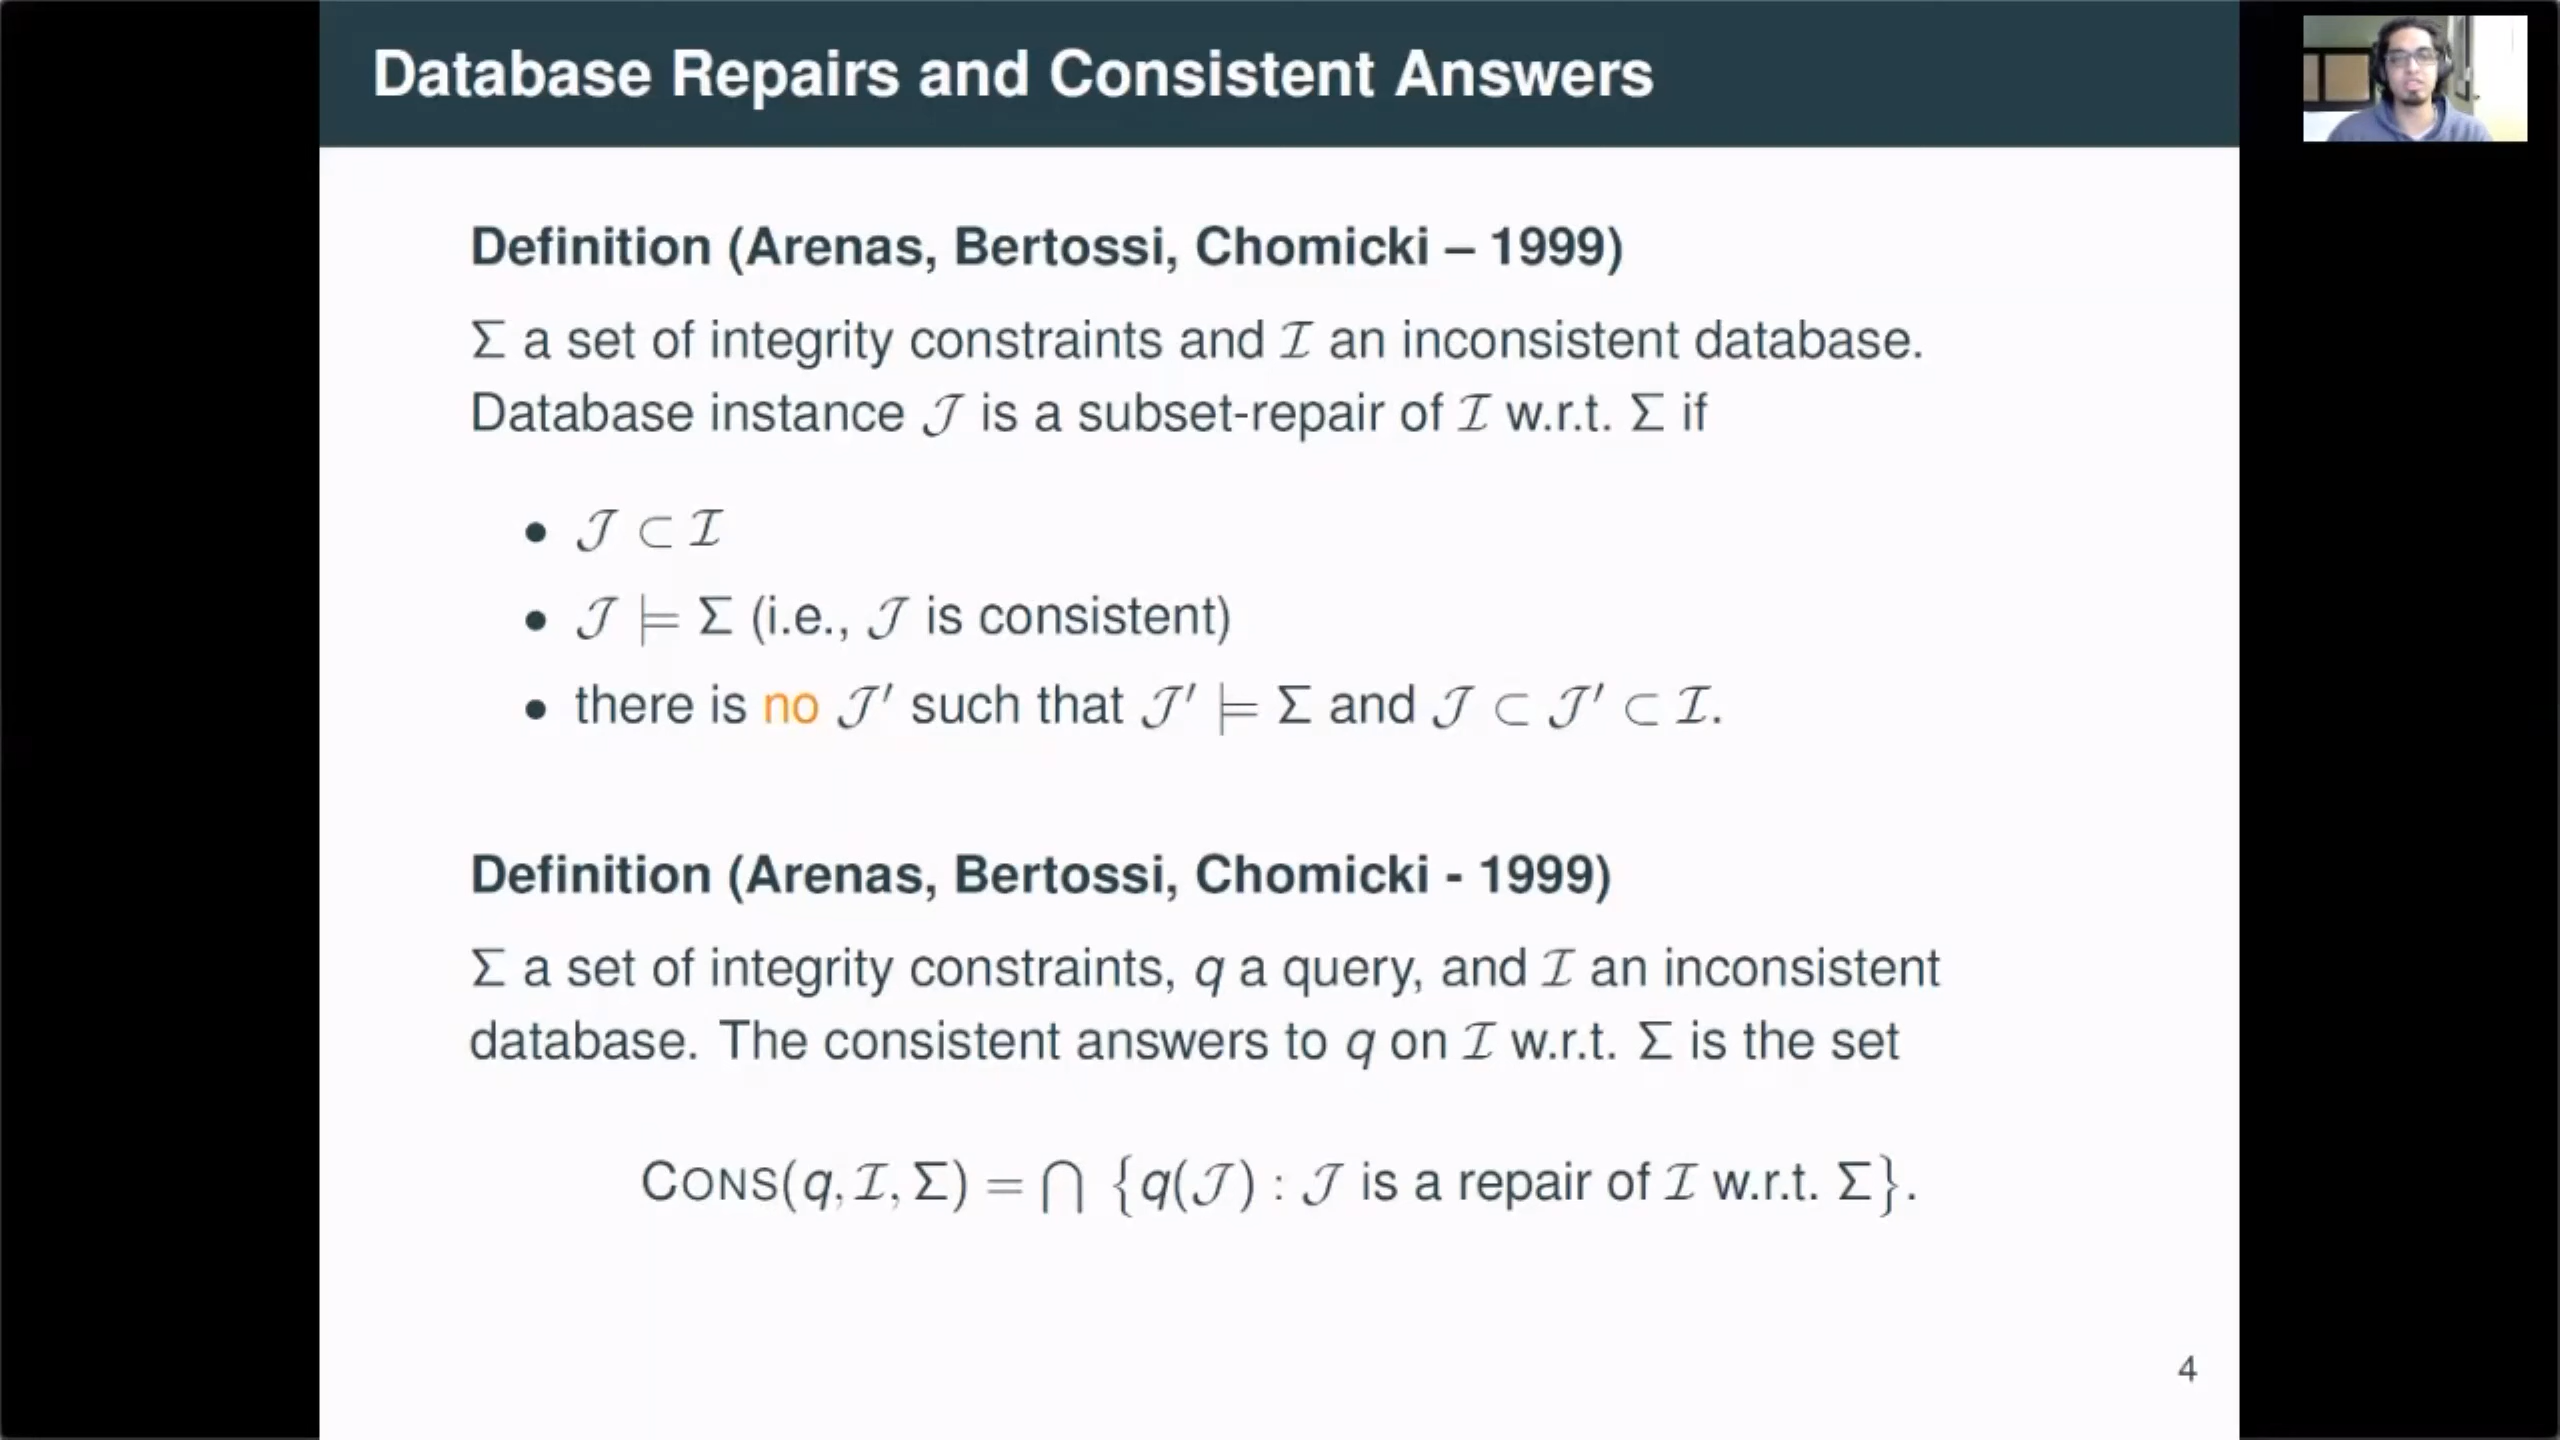 Database Repairs and Consistent Answers
Definition (Arenas, Bertossi, Chomicki – 1999)
Σ a set of integrity constraints and ℐ an inconsistent database.
Database instance 𝒥 is a subset-repair of ℐ w.r.t. Σ if
• 𝒥 ⊂ ℐ
• 𝒥 ⊨ Σ (i.e., 𝒥 is consistent)
• there is no 𝒥′ such that 𝒥′ ⊨ Σ and 𝒥 ⊂ 𝒥′ ⊂ ℐ.
Definition (Arenas, Bertossi, Chomicki - 1999)
Σ a set of integrity constraints, q a query, and ℐ an inconsistent
database. The consistent answers to q on ℐ w.r.t. Σ is the set
CONS(q, ℐ, Σ) = ⋂ {q(𝒥) : 𝒥 is a repair of ℐ w.r.t. Σ}.
4